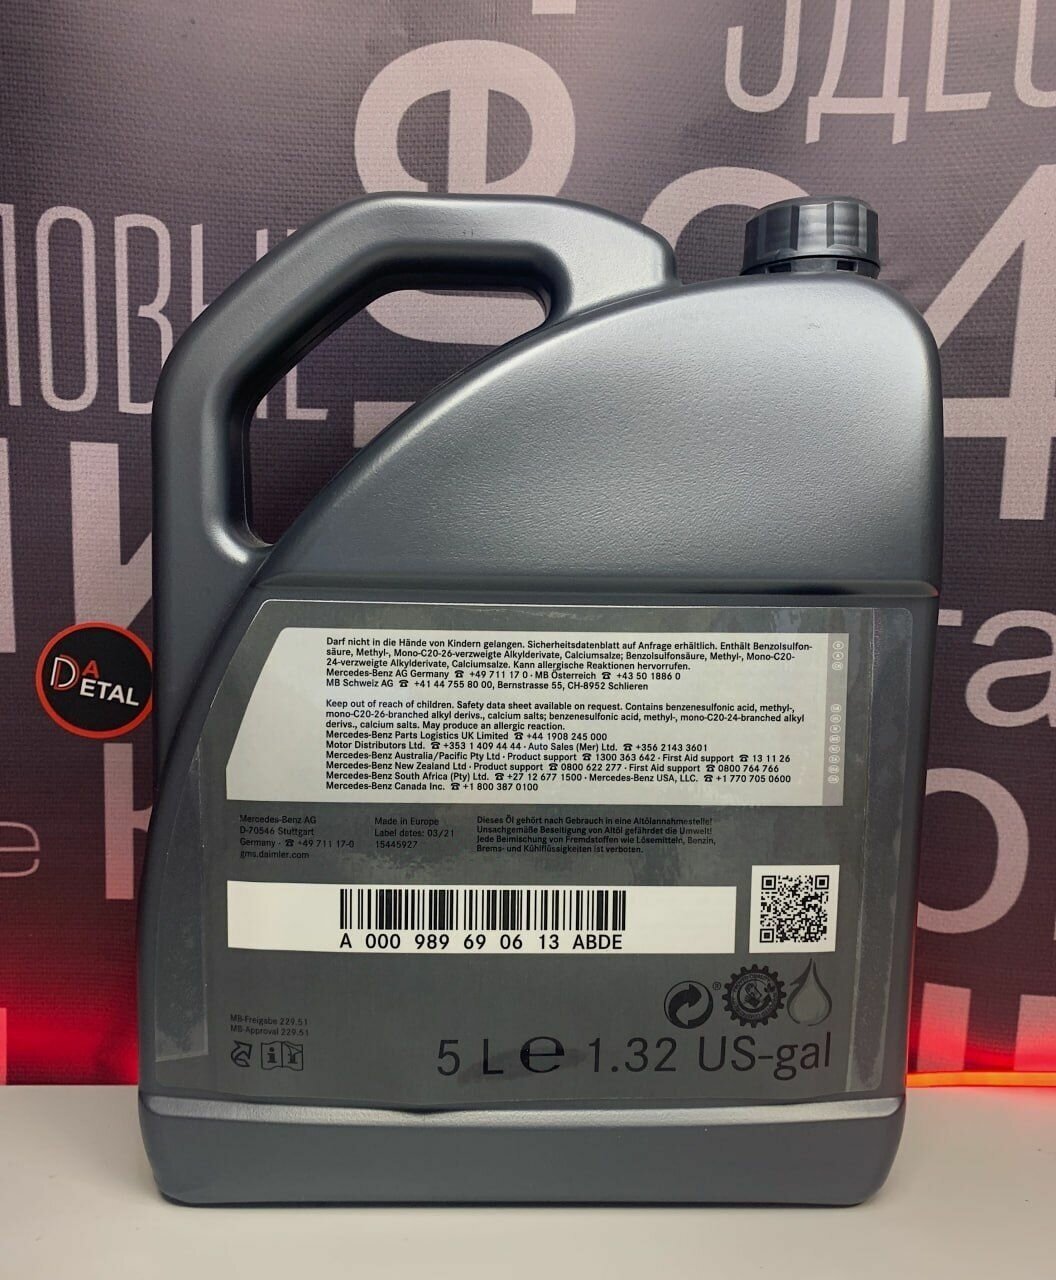 ЗДЕС
ЛОВЫЕ
DA
ETAL
Darf nicht in die Hände von Kindern gelangen. Sicherheitsdatenblatt auf Anfrage erhältlich. Enthält Benzolsulfon-
säure, Methyl-, Mono-C20-26-verzweigte Alkylderivate, Calciumsalze; Benzolsulfonsäure, Methyl-, Mono-C20-
24-verzweigte Alkylderivate, Calciumsalze. Kann allergische Reaktionen hervorrufen.
Mercedes-Benz AG Germany ☎ +49 711 17 0 · MB Österreich ☎ +43 50 1886 0
MB Schweiz AG ☎ +41 44 755 80 00, Bernstrasse 55, CH-8952 Schlieren
Keep out of reach of children. Safety data sheet available on request. Contains benzenesulfonic acid, methyl-,
mono-C20-26-branched alkyl derivs., calcium salts; benzenesulfonic acid, methyl-, mono-C20-24-branched alkyl
derivs., calcium salts. May produce an allergic reaction.
Mercedes-Benz Parts Logistics UK Limited ☎ +44 1908 245 000
Motor Distributors Ltd. ☎ +353 1 409 44 44 · Auto Sales (Mer) Ltd. ☎ +356 2143 3601
Mercedes-Benz Australia/Pacific Pty Ltd · Product support ☎ 1300 363 642 · First Aid support ☎ 13 11 26
Mercedes-Benz New Zealand Ltd · Product support ☎ 0800 622 277 · First Aid support ☎ 0800 764 766
Mercedes-Benz South Africa (Pty) Ltd. ☎ +27 12 677 1500 · Mercedes-Benz USA, LLC. ☎ +1 770 705 0600
Mercedes-Benz Canada Inc. ☎ +1 800 387 0100
Mercedes-Benz AG
D-70546 Stuttgart
Germany · ☎ +49 711 17-0
gms.daimler.com
Made in Europe
Label dates: 03/21
15445927
Dieses Öl gehört nach Gebrauch in eine Altölannahmestelle!
Unsachgemäße Beseitigung von Altöl gefährdet die Umwelt!
Jede Beimischung von Fremdstoffen wie Lösemitteln, Benzin,
Brems- und Kühlflüssigkeiten ist verboten.
A 000 989 69 06 13 ABDE
MB-Freigabe 229.51
MB-Approval 229.51
5 L ℮ 1.32 US-gal